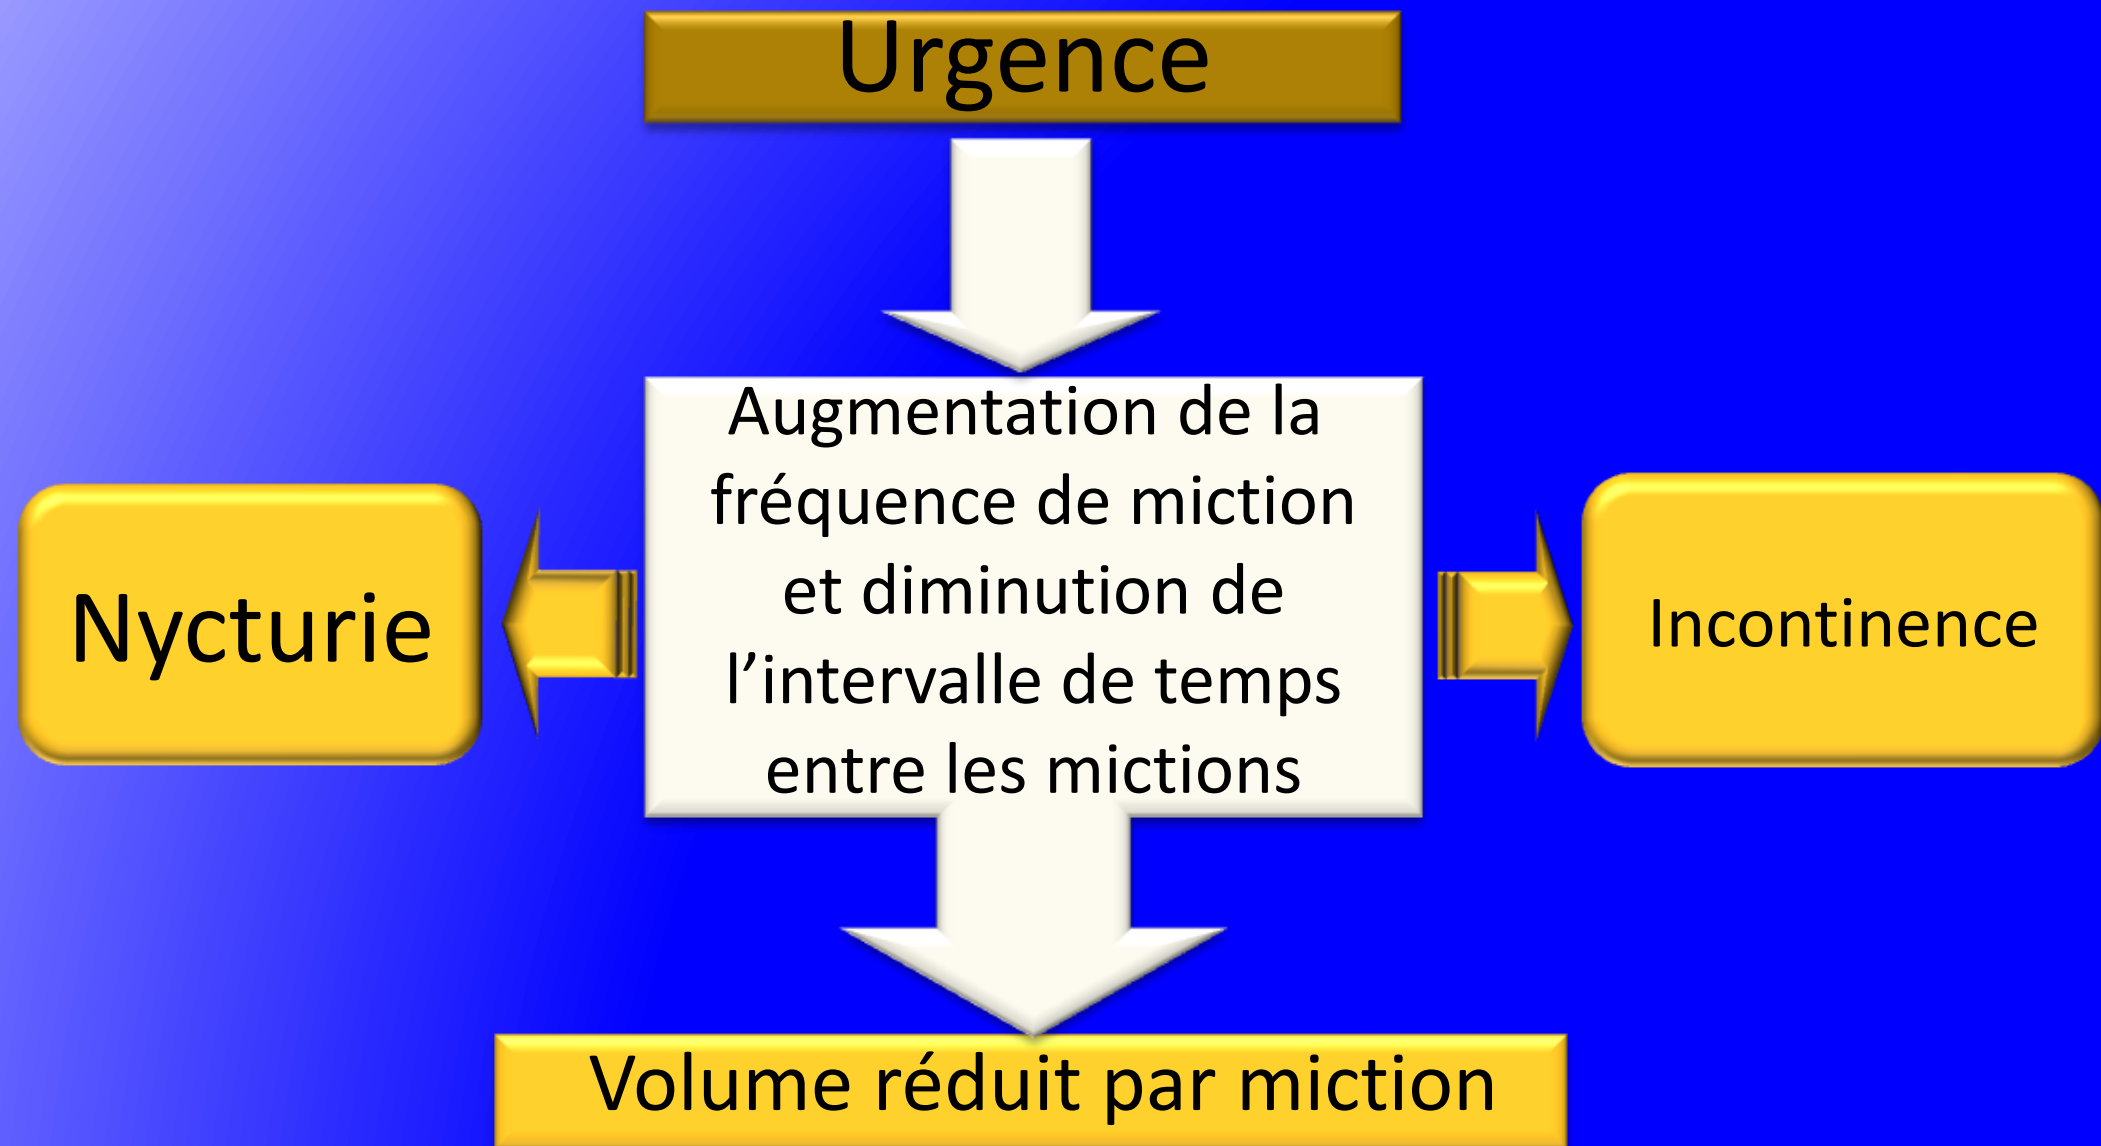 Urgence
Augmentation de la
fréquence de miction
et diminution de
l’intervalle de temps
entre les mictions
Nycturie
Incontinence
Volume réduit par miction